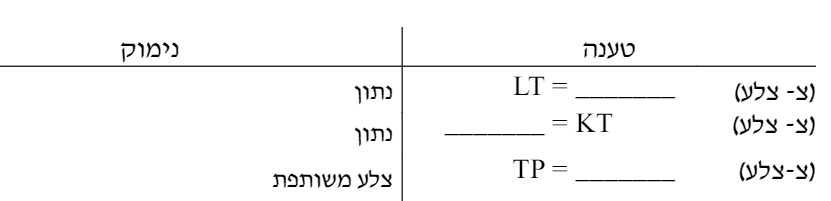 טענה נימוק
(צ- צלע) LT = _______ נתון
(צ- צלע) _______ = KT נתון
(צ-צלע) TP = _______ צלע משותפת